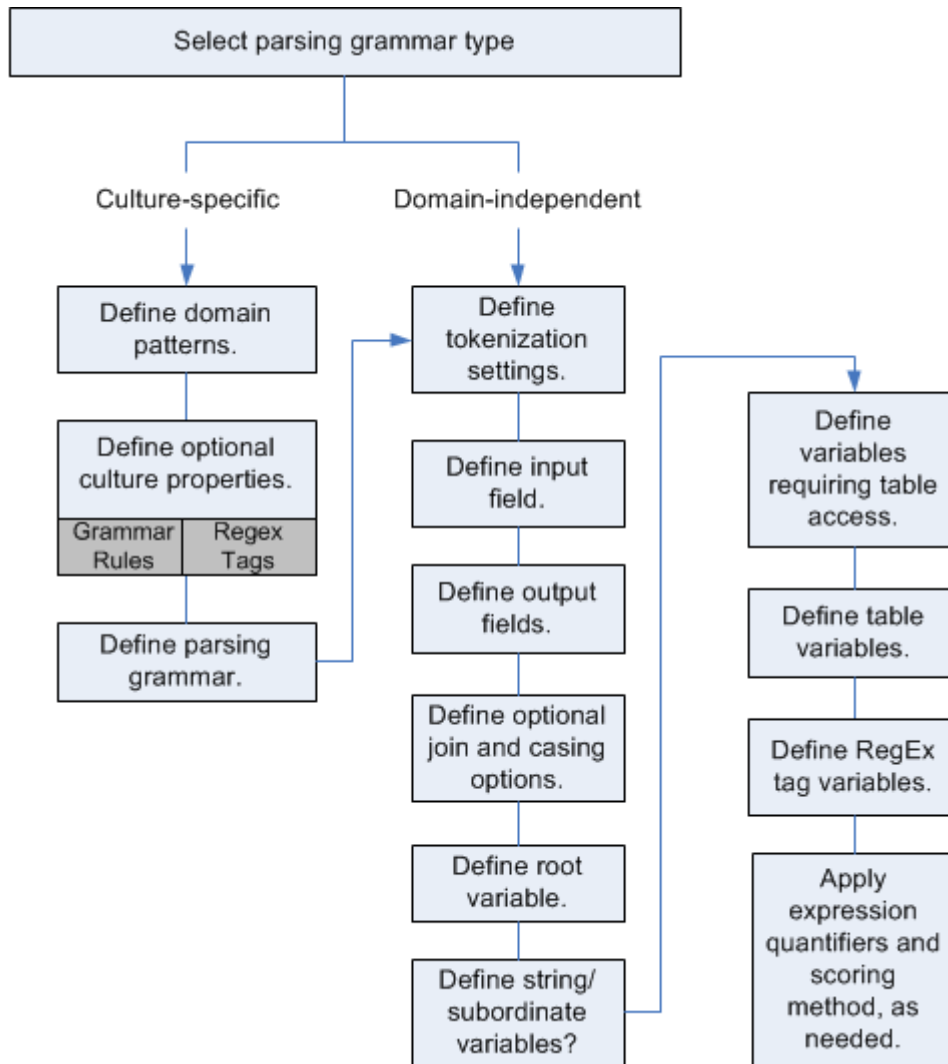 Select parsing grammar type
Culture-specific
Domain-independent
Define domain
patterns.
Define optional
culture properties.
Grammar
Rules
Regex
Tags
Define parsing
grammar.
Define
tokenization
settings.
Define input
field.
Define output
fields.
Define optional
join and casing
options.
Define root
variable.
Define string/
subordinate
variables?
Define
variables
requiring table
access.
Define table
variables.
Define RegEx
tag variables.
Apply
expression
quantifiers and
scoring
method, as
needed.